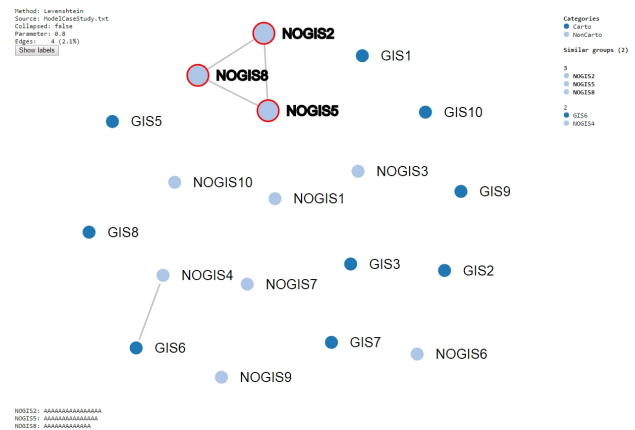 Method: Levenshtein
Source: ModelCaseStudy.txt
Collapsed: false
Parameter: 0.8
Edges: 4 (2.1%)
Show labels
Categories
Carto
NonCarto
Similar groups (2)
3
NOGIS2
NOGIS5
NOGIS8
2
GIS6
NOGIS4
NOGIS2
GIS1
NOGIS8
NOGIS5
GIS10
GIS5
NOGIS3
NOGIS10
GIS9
NOGIS1
GIS8
GIS3
GIS2
NOGIS4
NOGIS7
GIS7
GIS6
NOGIS6
NOGIS9
NOGIS2: AAAAAAAAAAAAAAAA
NOGIS5: AAAAAAAAAAAAAAA
NOGIS8: AAAAAAAAAAAAA